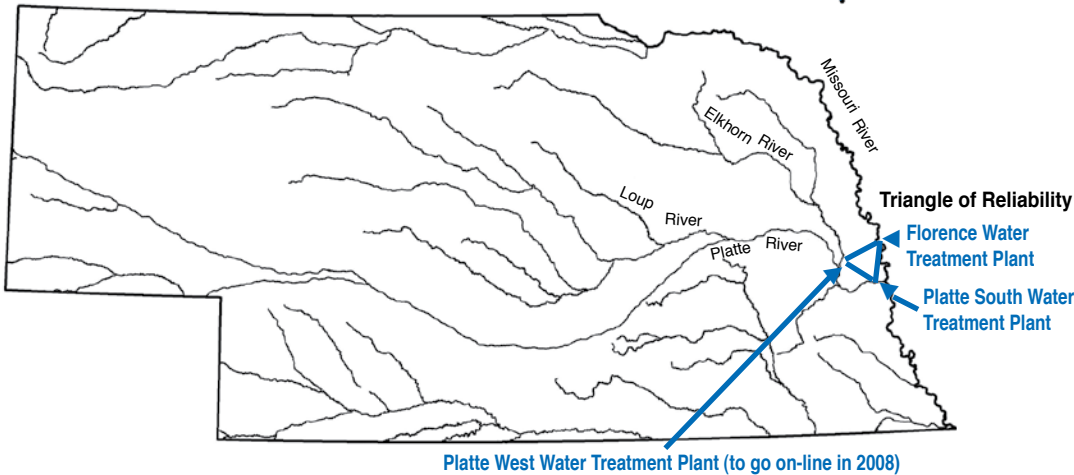 Missouri River
Elkhorn River
Loup
River
Platte River
Triangle of Reliability
Florence Water
Treatment Plant
Platte South Water
Treatment Plant
Platte West Water Treatment Plant (to go on-line in 2008)